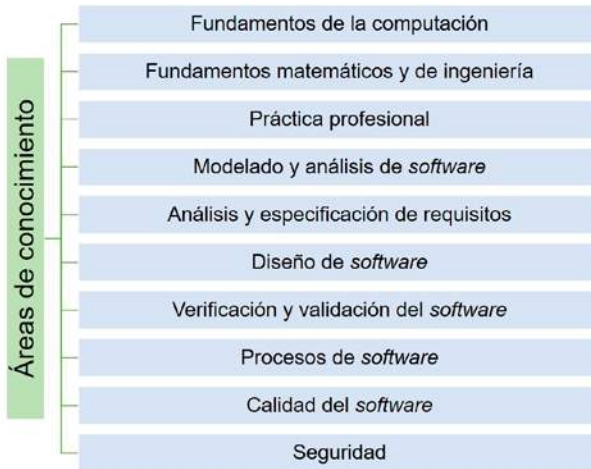 Áreas de conocimiento
Fundamentos de la computación
Fundamentos matemáticos y de ingeniería
Práctica profesional
Modelado y análisis de software
Análisis y especificación de requisitos
Diseño de software
Verificación y validación del software
Procesos de software
Calidad del software
Seguridad